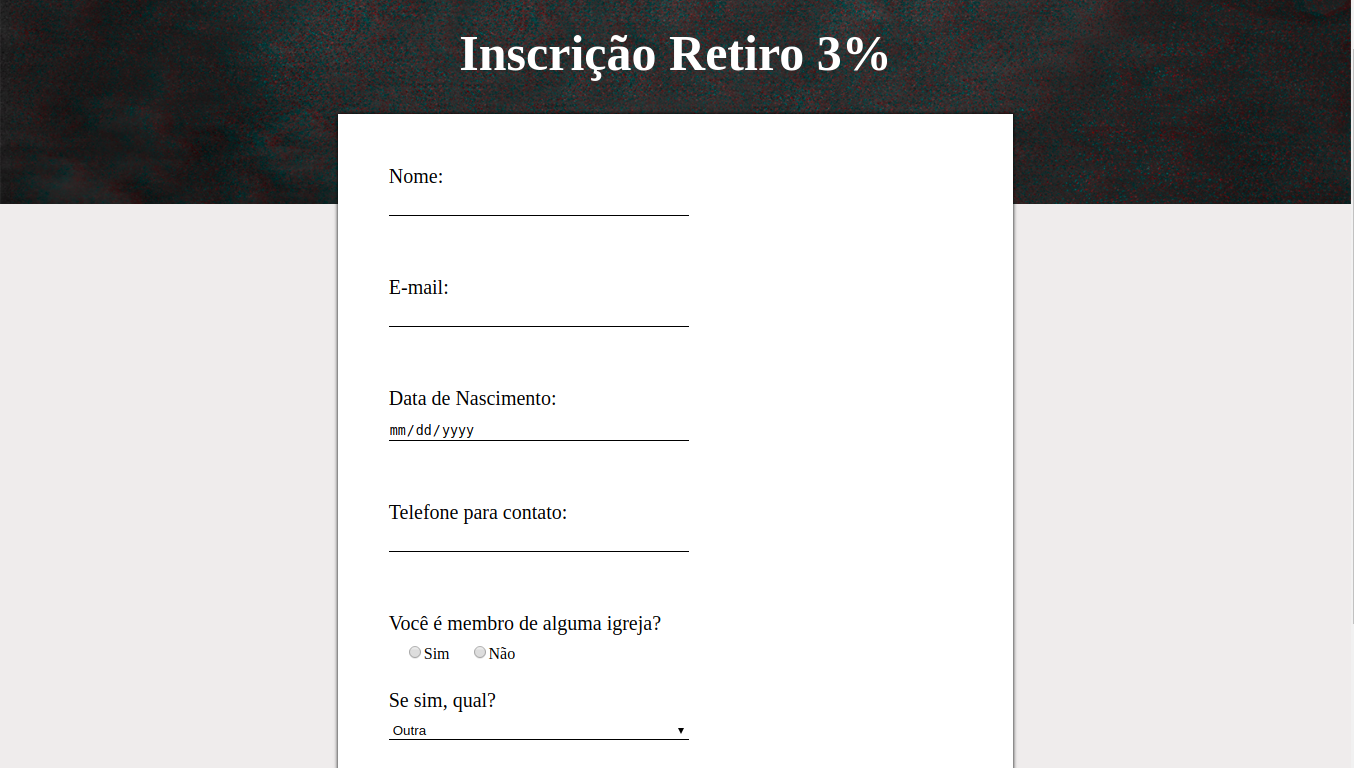 Inscrição Retiro 3%
Nome:
E-mail:
Data de Nascimento:
mm/dd/yyyy
Telefone para contato:
Você é membro de alguma igreja?
Sim Não
Se sim, qual?
Outra